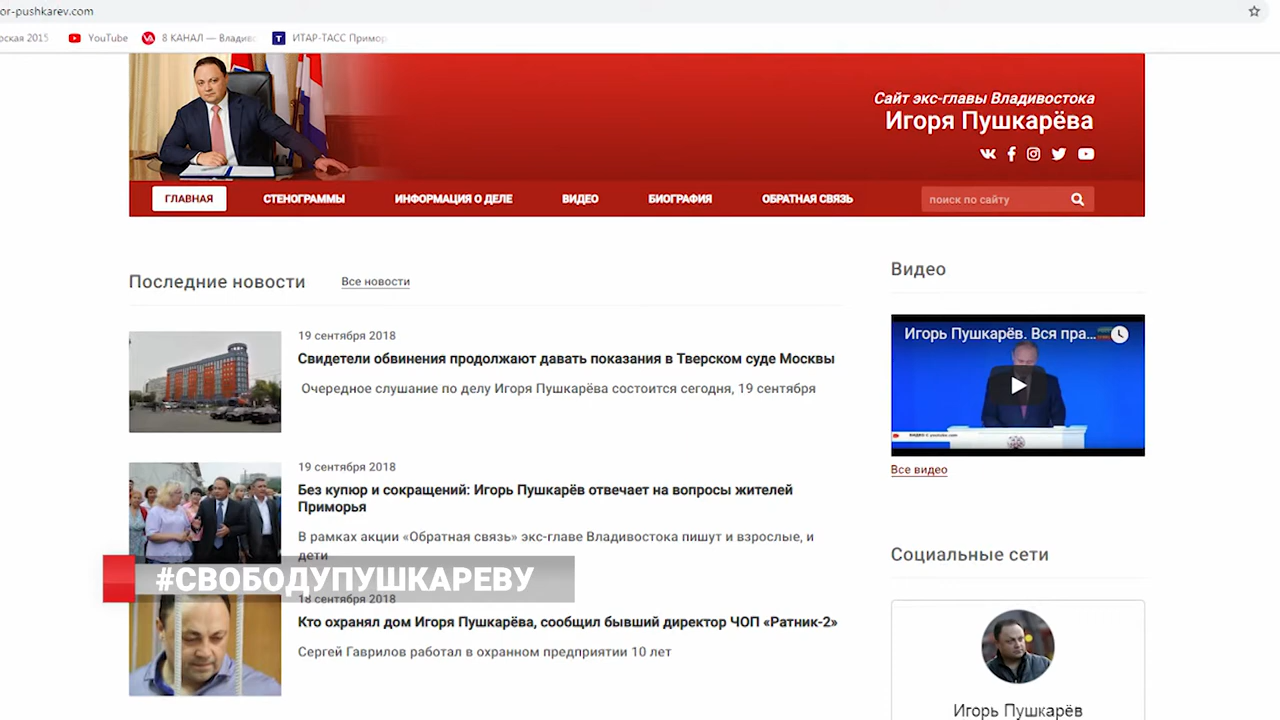 or-pushkarev.com
рская 2015
YouTube
8 КАНАЛ — Владив
ИТАР-ТАСС Примор
Сайт экс-главы Владивостока
Игоря Пушкарёва
ГЛАВНАЯ
СТЕНОГРАММЫ
ИНФОРМАЦИЯ О ДЕЛЕ
ВИДЕО
БИОГРАФИЯ
ОБРАТНАЯ СВЯЗЬ
поиск по сайту
Последние новости
Все новости
19 сентября 2018
Свидетели обвинения продолжают давать показания в Тверском суде Москвы
Очередное слушание по делу Игоря Пушкарёва состоится сегодня, 19 сентября
19 сентября 2018
Без купюр и сокращений: Игорь Пушкарёв отвечает на вопросы жителей
Приморья
В рамках акции «Обратная связь» экс-главе Владивостока пишут и взрослые, и
дети
#СВОБОДУПУШКАРЕВУ
18 сентября 2018
Кто охранял дом Игоря Пушкарёва, сообщил бывший директор ЧОП «Ратник-2»
Сергей Гаврилов работал в охранном предприятии 10 лет
Видео
Игорь Пушкарёв. Вся пра...
ВИДЕО С youtube.com
Все видео
Социальные сети
Игорь Пушкарёв